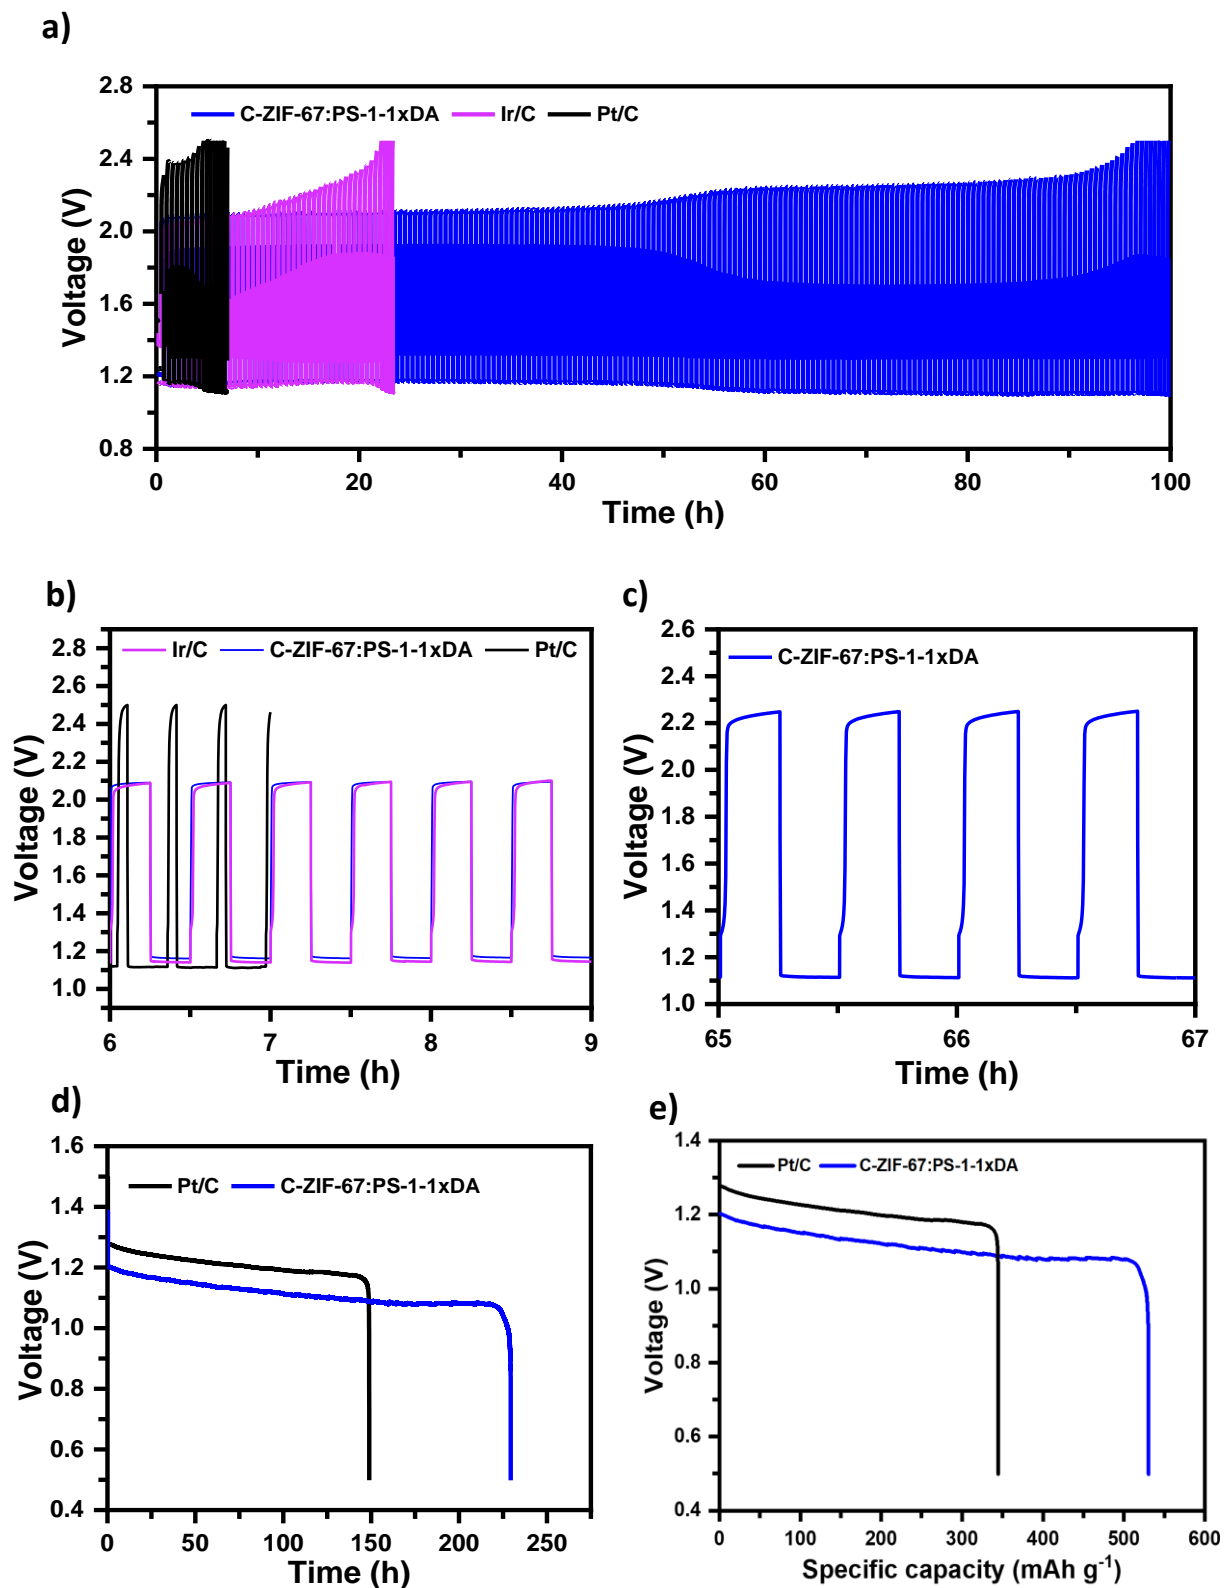 a)
2.8
2.4
2.0
1.6
1.2
0.8
Voltage (V)
C-ZIF-67:PS-1-1xDA Ir/C Pt/C
0 20 40 60 80 100
Time (h)
b)
2.8
2.6
2.4
2.2
2.0
1.8
1.6
1.4
1.2
1.0
Voltage (V)
Ir/C C-ZIF-67:PS-1-1xDA Pt/C
6 7 8 9
Time (h)
c)
2.6
2.4
2.2
2.0
1.8
1.6
1.4
1.2
1.0
Voltage (V)
C-ZIF-67:PS-1-1xDA
65 66 67
Time (h)
d)
1.6
1.4
1.2
1.0
0.8
0.6
0.4
Voltage (V)
Pt/C C-ZIF-67:PS-1-1xDA
0 50 100 150 200 250
Time (h)
e)
1.4
1.2
1.0
0.8
0.6
0.4
Voltage (V)
Pt/C C-ZIF-67:PS-1-1xDA
0 100 200 300 400 500 600
Specific capacity (mAh g⁻¹)